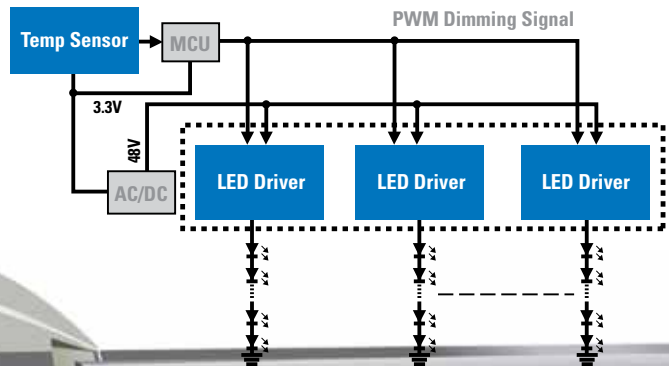 PWM Dimming Signal
Temp Sensor
MCU
3.3V
48V
AC/DC
LED Driver
LED Driver
LED Driver